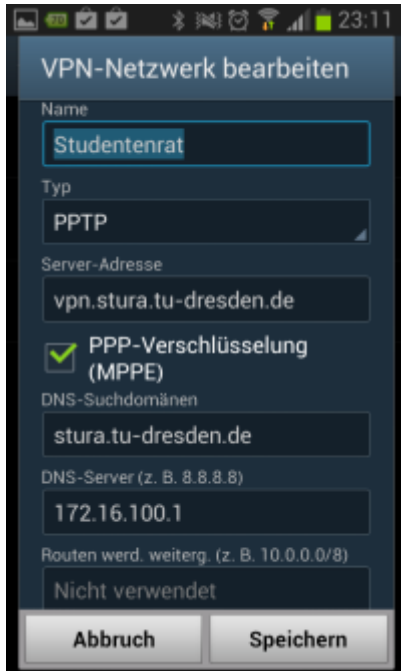 23:11
VPN-Netzwerk bearbeiten
Name
Studentenrat
Typ
PPTP
Server-Adresse
vpn.stura.tu-dresden.de
PPP-Verschlüsselung
(MPPE)
DNS-Suchdomänen
stura.tu-dresden.de
DNS-Server (z. B. 8.8.8.8)
172.16.100.1
Routen werd. weiterg. (z. B. 10.0.0.0/8)
Nicht verwendet
Abbruch Speichern